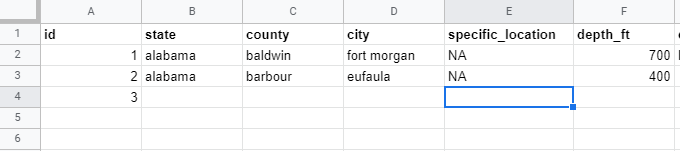 A B C D E F
1 id state county city specific_location depth_ft
2 1 alabama baldwin fort morgan NA 700
3 2 alabama barbour eufaula NA 400
4 3
5
6